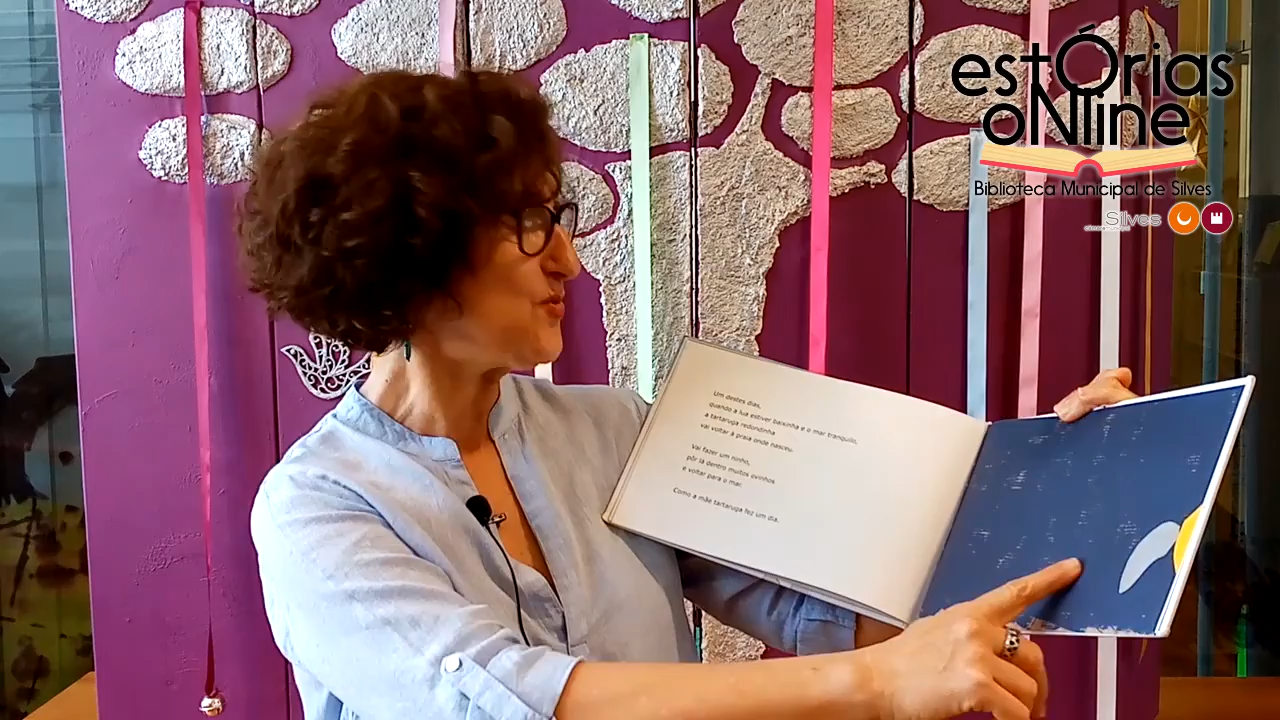 estÓrias
oNline
Biblioteca Municipal de Silves
Silves
câmara municipal
Um destes dias,
quando a lua estiver baixinha e o mar tranquilo,
a tartaruga redondinha
vai voltar à praia onde nasceu.
Vai fazer um ninho,
pôr lá dentro muitos ovinhos
e voltar para o mar.
Como a mãe tartaruga fez um dia.